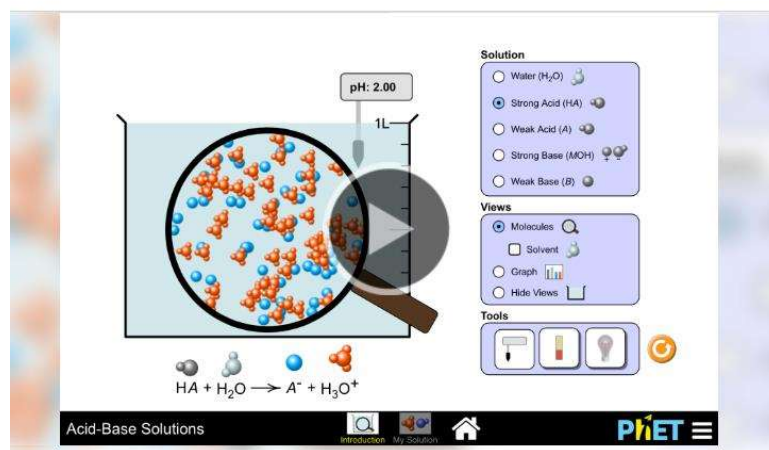 pH: 2.00
1L
HA + H₂O → A⁻ + H₃O⁺
Solution
Water (H₂O)
Strong Acid (HA)
Weak Acid (A)
Strong Base (MOH)
Weak Base (B)
Views
Molecules
Solvent
Graph
Hide Views
Tools
Acid-Base Solutions
Introduction
My Solution
PhET